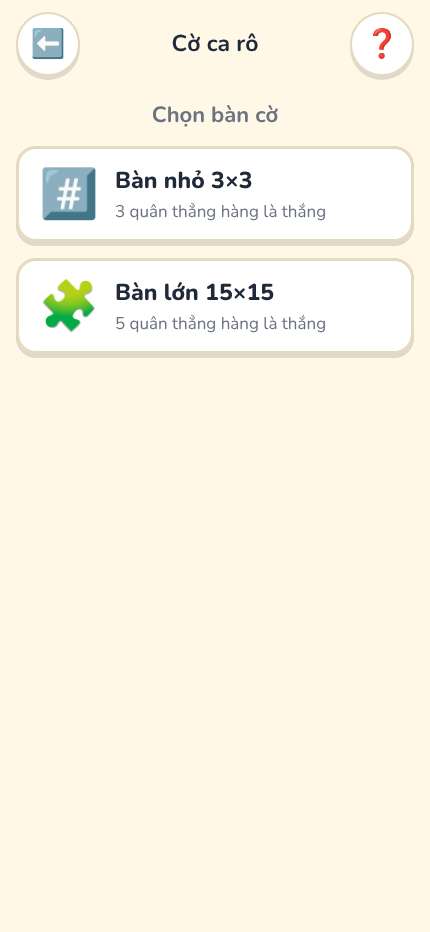 Cờ ca rô
Chọn bàn cờ
#
Bàn nhỏ 3×3
3 quân thẳng hàng là thắng
Bàn lớn 15×15
5 quân thẳng hàng là thắng